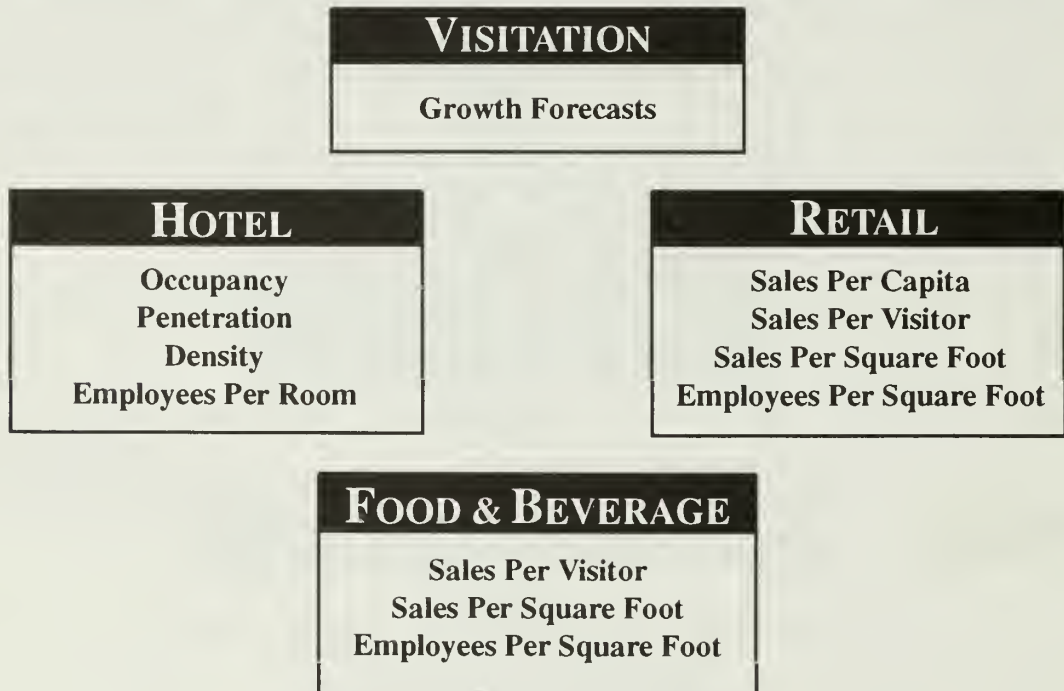 VISITATION
Growth Forecasts
HOTEL
Occupancy
Penetration
Density
Employees Per Room
RETAIL
Sales Per Capita
Sales Per Visitor
Sales Per Square Foot
Employees Per Square Foot
FOOD & BEVERAGE
Sales Per Visitor
Sales Per Square Foot
Employees Per Square Foot